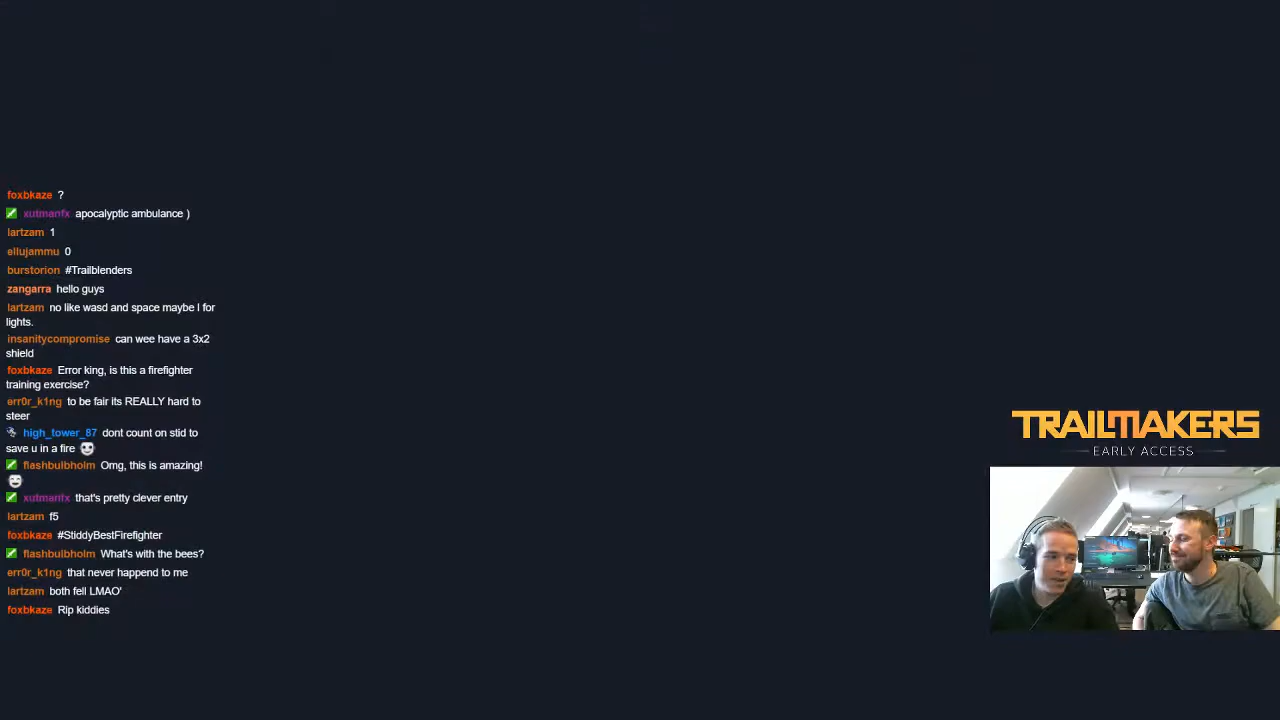 foxbkaze ?
xutmanfx apocalyptic ambulance )
lartzam 1
ellujammu 0
burstorion #Trailblenders
zangarra hello guys
lartzam no like wasd and space maybe l for
lights.
insanitycompromise can wee have a 3x2
shield
foxbkaze Error king, is this a firefighter
training exercise?
err0r_k1ng to be fair its REALLY hard to
steer
high_tower_87 dont count on stid to
save u in a fire
flashbulbholm Omg, this is amazing!
xutmanfx that's pretty clever entry
lartzam f5
foxbkaze #StiddyBestFirefighter
flashbulbholm What's with the bees?
err0r_k1ng that never happend to me
lartzam both fell LMAO'
foxbkaze Rip kiddies
TRAILMAKERS
EARLY ACCESS